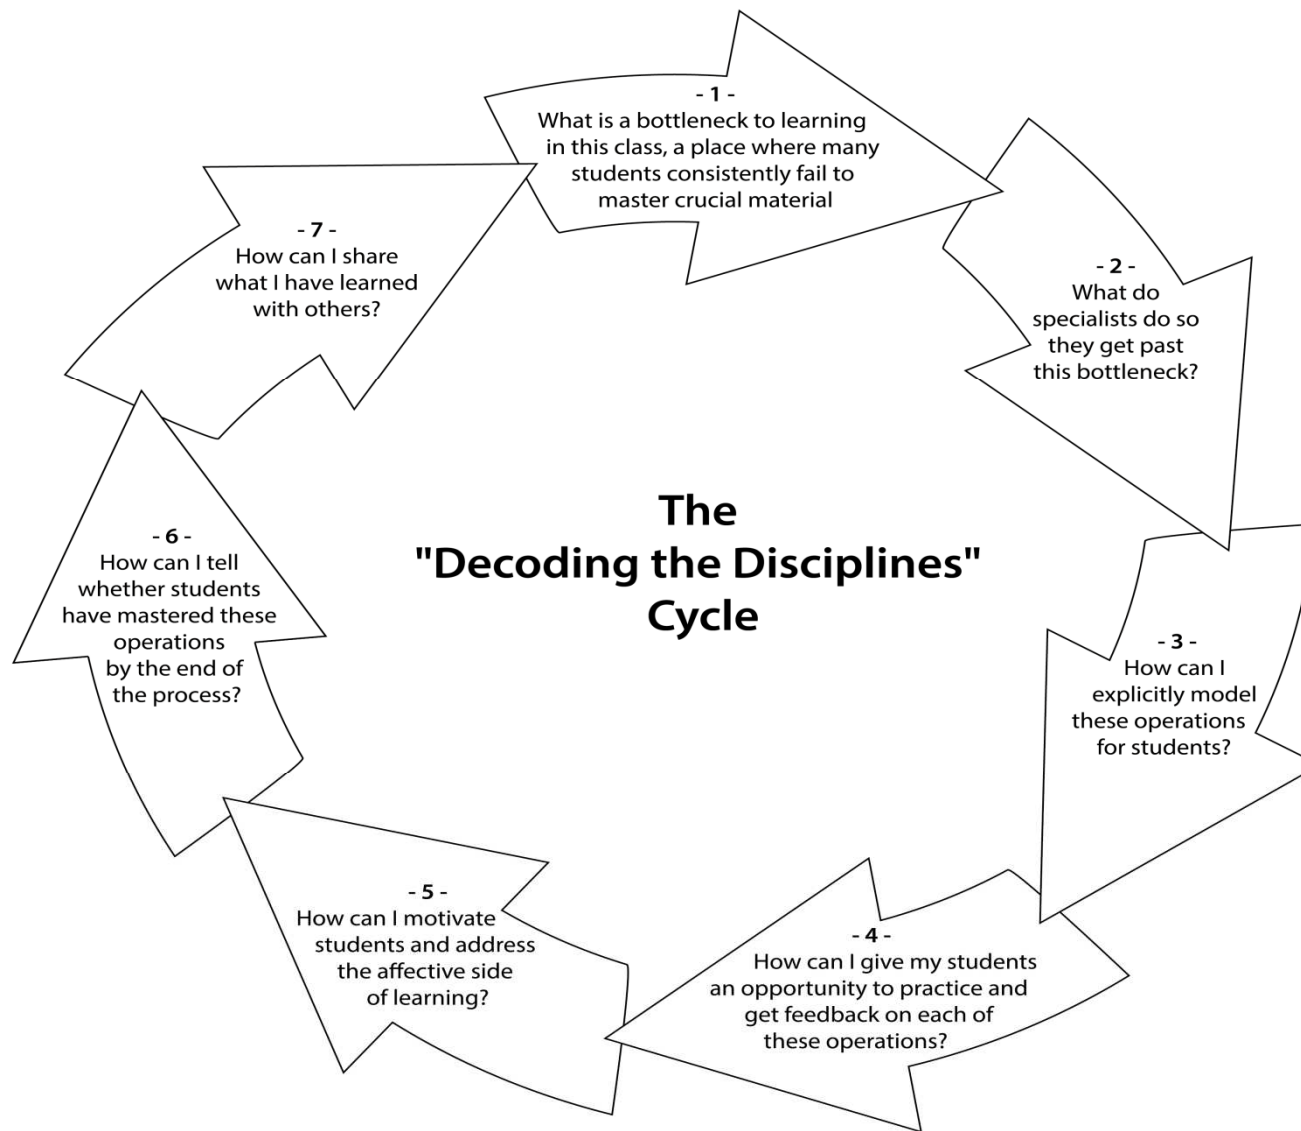 - 1 -
What is a bottleneck to learning
in this class, a place where many
students consistently fail to
master crucial material
- 2 -
What do
specialists do so
they get past
this bottleneck?
- 3 -
How can I
explicitly model
these operations
for students?
- 4 -
How can I give my students
an opportunity to practice and
get feedback on each of
these operations?
- 5 -
How can I motivate
students and address
the affective side
of learning?
- 6 -
How can I tell
whether students
have mastered these
operations
by the end of
the process?
- 7 -
How can I share
what I have learned
with others?
The
"Decoding the Disciplines"
Cycle